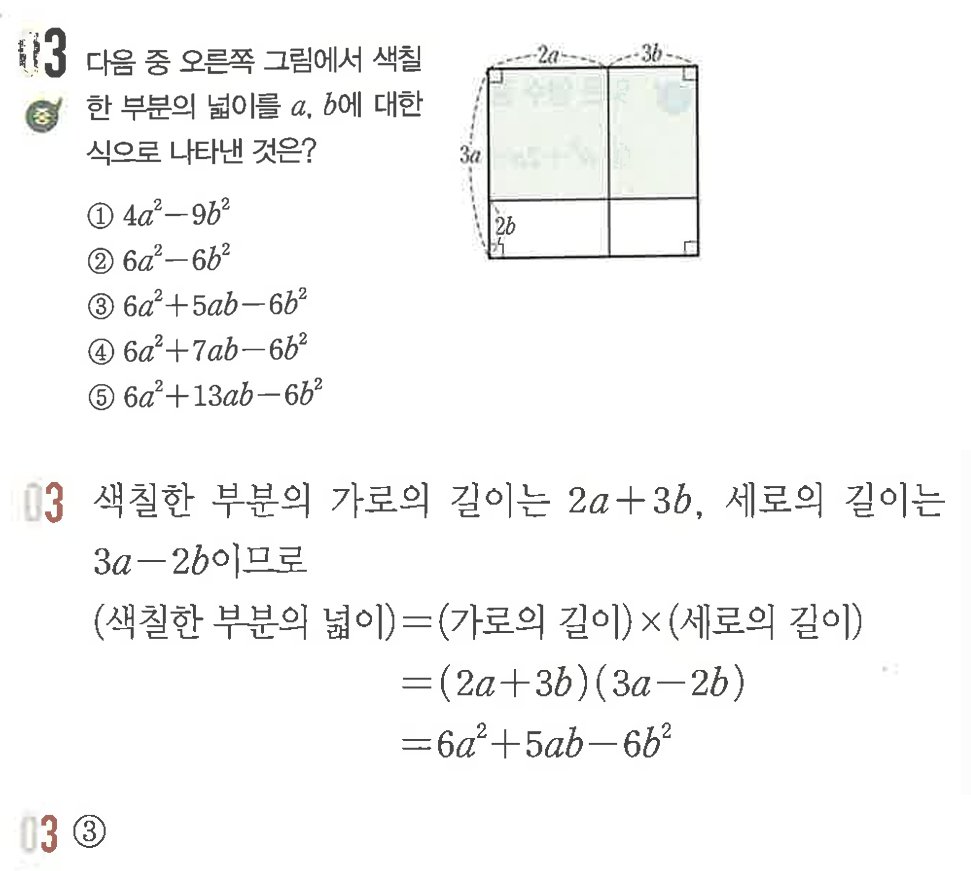 03 다음 중 오른쪽 그림에서 색칠
중 한 부분의 넓이를 a, b에 대한
식으로 나타낸 것은?
① 4a²-9b²
② 6a²-6b²
③ 6a²+5ab-6b²
④ 6a²+7ab-6b²
⑤ 6a²+13ab-6b²
2a 3b
3a
2b
03 색칠한 부분의 가로의 길이는 2a+3b, 세로의 길이는
3a-2b이므로
(색칠한 부분의 넓이)=(가로의 길이)×(세로의 길이)
=(2a+3b)(3a-2b)
=6a²+5ab-6b²
03 ③